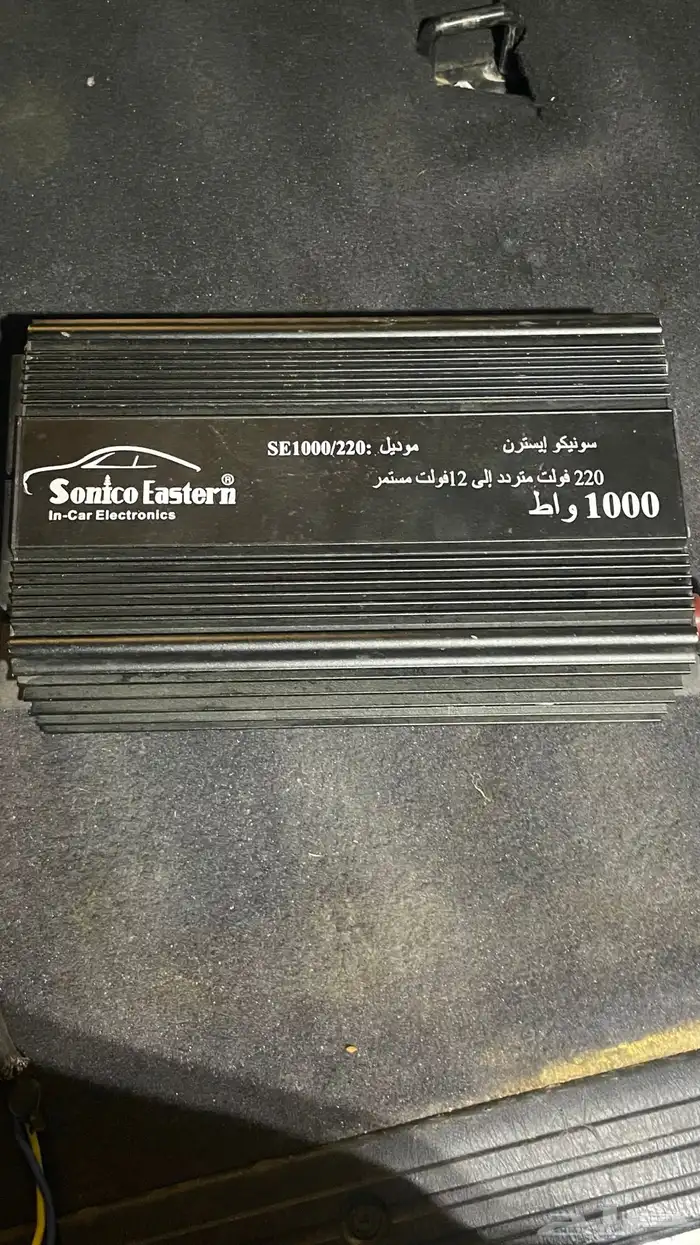 سونيكو إيسترن موديل: SE1000/220
220 فولت متردد إلى 12فولت مستمر
1000 واط
Sonico Eastern®
In-Car Electronics